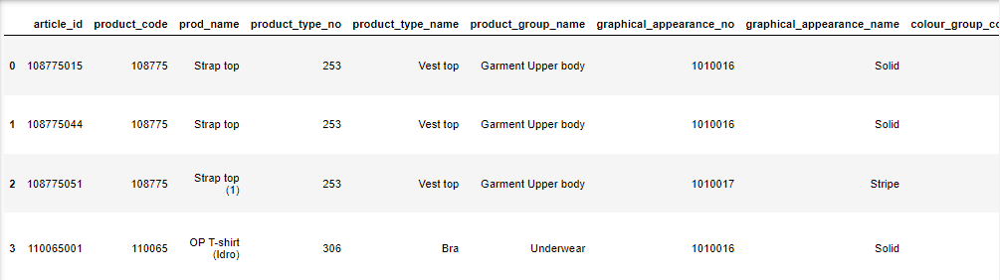 article_id product_code prod_name product_type_no product_type_name product_group_name graphical_appearance_no graphical_appearance_name colour_group_co
0 108775015 108775 Strap top 253 Vest top Garment Upper body 1010016 Solid
1 108775044 108775 Strap top 253 Vest top Garment Upper body 1010016 Solid
2 108775051 108775 Strap top (1) 253 Vest top Garment Upper body 1010017 Stripe
3 110065001 110065 OP T-shirt (Idro) 306 Bra Underwear 1010016 Solid